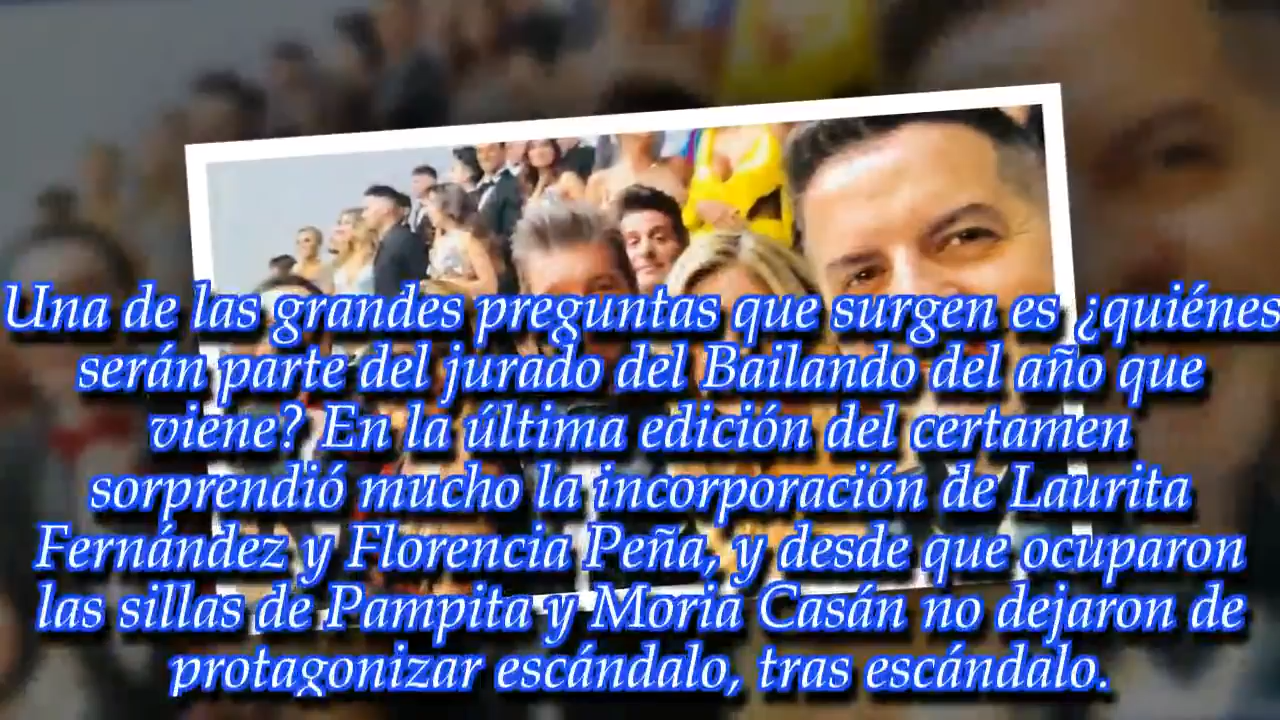 Una de las grandes preguntas que surgen es ¿quiénes
serán parte del jurado del Bailando del año que
viene? En la última edición del certamen
sorprendió mucho la incorporación de Laurita
Fernández y Florencia Peña, y desde que ocuparon
las sillas de Pampita y Moria Casán no dejaron de
protagonizar escándalo, tras escándalo.